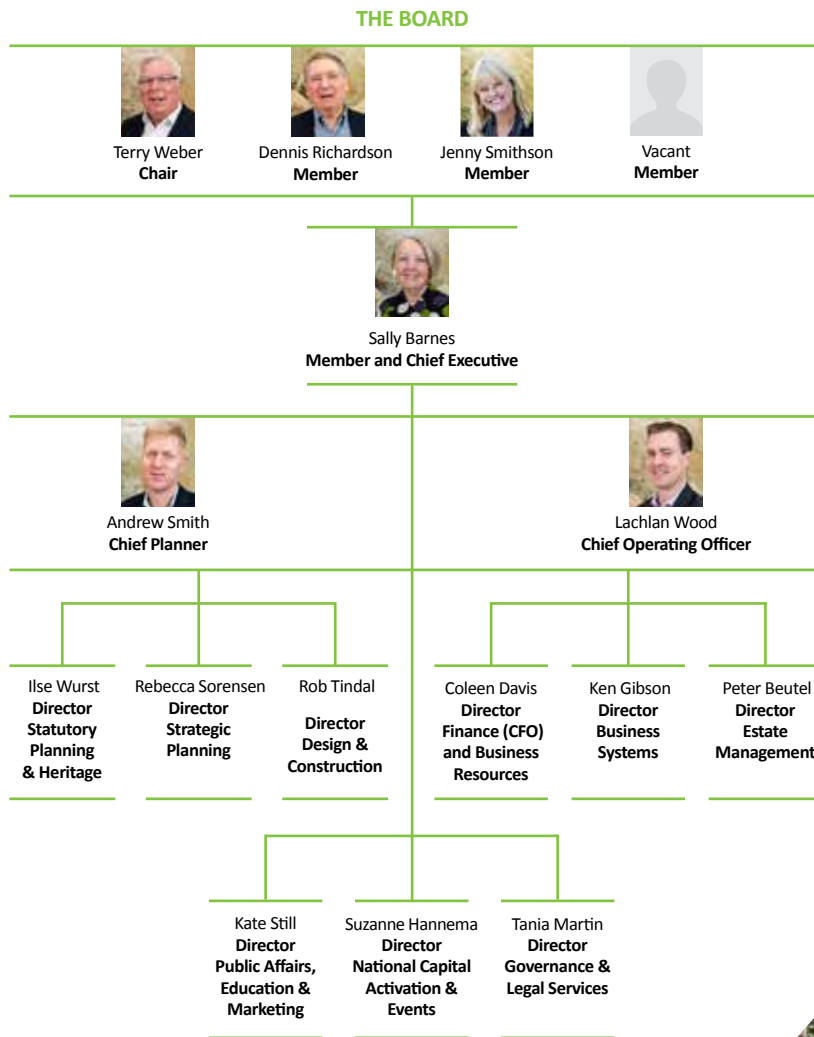 THE BOARD
Terry Weber
Chair
Dennis Richardson
Member
Jenny Smithson
Member
Vacant
Member
Sally Barnes
Member and Chief Executive
Andrew Smith
Chief Planner
Lachlan Wood
Chief Operating Officer
Ilse Wurst
Director
Statutory
Planning
& Heritage
Rebecca Sorensen
Director
Strategic
Planning
Rob Tindal
Director
Design &
Construction
Coleen Davis
Director
Finance (CFO)
and Business
Resources
Ken Gibson
Director
Business
Systems
Peter Beutel
Director
Estate
Management
Kate Still
Director
Public Affairs,
Education &
Marketing
Suzanne Hannema
Director
National Capital
Activation &
Events
Tania Martin
Director
Governance &
Legal Services